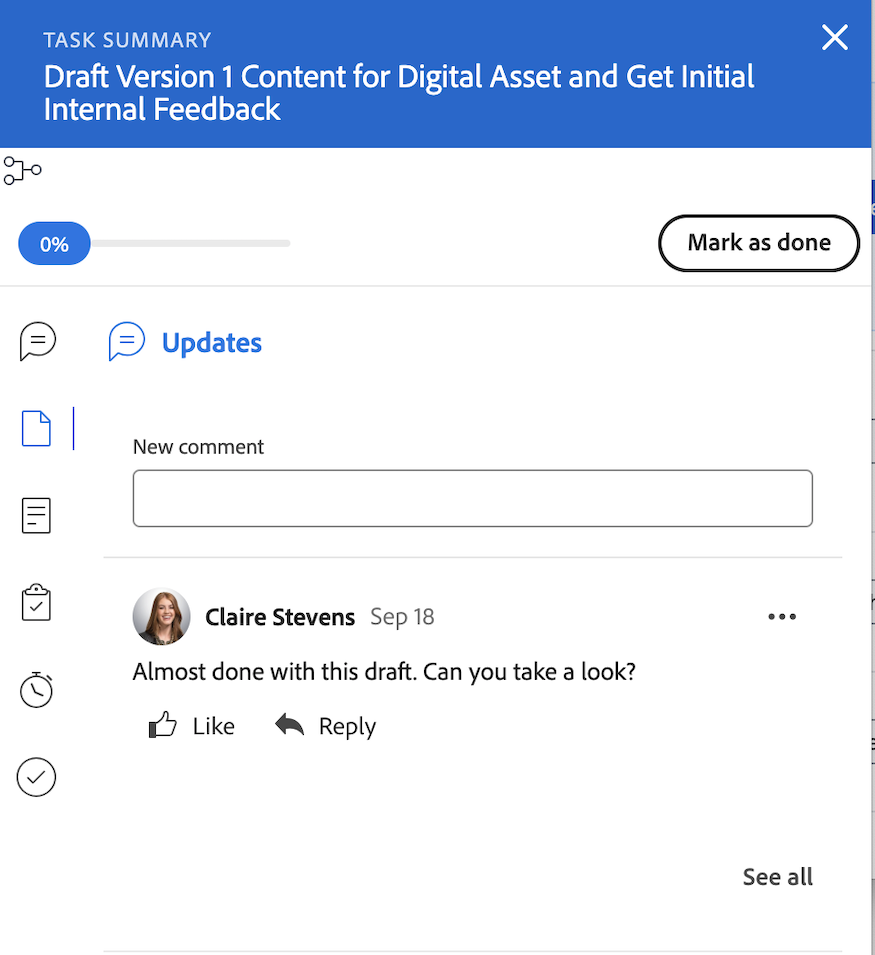 TASK SUMMARY
Draft Version 1 Content for Digital Asset and Get Initial
Internal Feedback
0%
Mark as done
Updates
New comment
Claire Stevens Sep 18
Almost done with this draft. Can you take a look?
Like Reply
See all